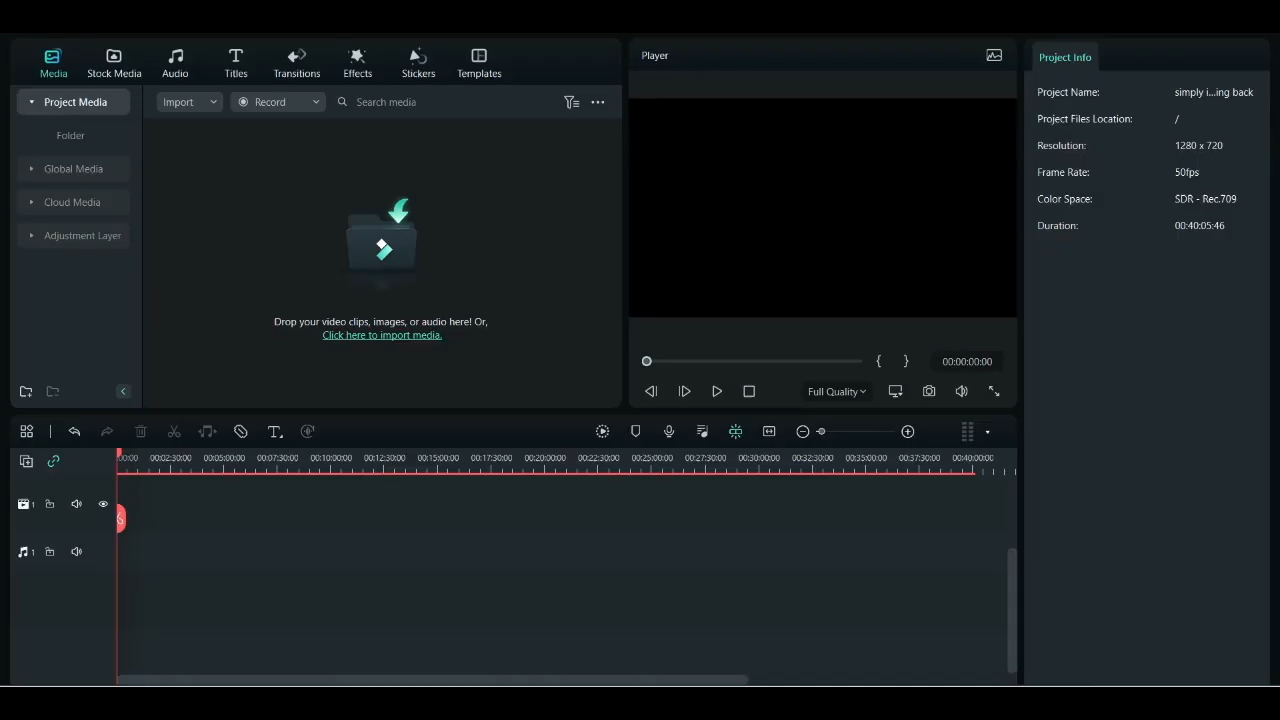 Media
Stock Media
Audio
Titles
Transitions
Effects
Stickers
Templates
Project Media
Folder
Global Media
Cloud Media
Adjustment Layer
Import
Record
Search media
Drop your video clips, images, or audio here! Or,
Click here to import media.
Player
00:00:00:00
Full Quality
Project Info
Project Name: simply i...ing back
Project Files Location: /
Resolution: 1280 x 720
Frame Rate: 50fps
Color Space: SDR - Rec.709
Duration: 00:40:05:46
:00:00 00:02:30:00 00:05:00:00 00:07:30:00 00:10:00:00 00:12:30:00 00:15:00:00 00:17:30:00 00:20:00:00 00:22:30:00 00:25:00:00 00:27:30:00 00:30:00:00 00:32:30:00 00:35:00:00 00:37:30:00 00:40:00:00
1
1